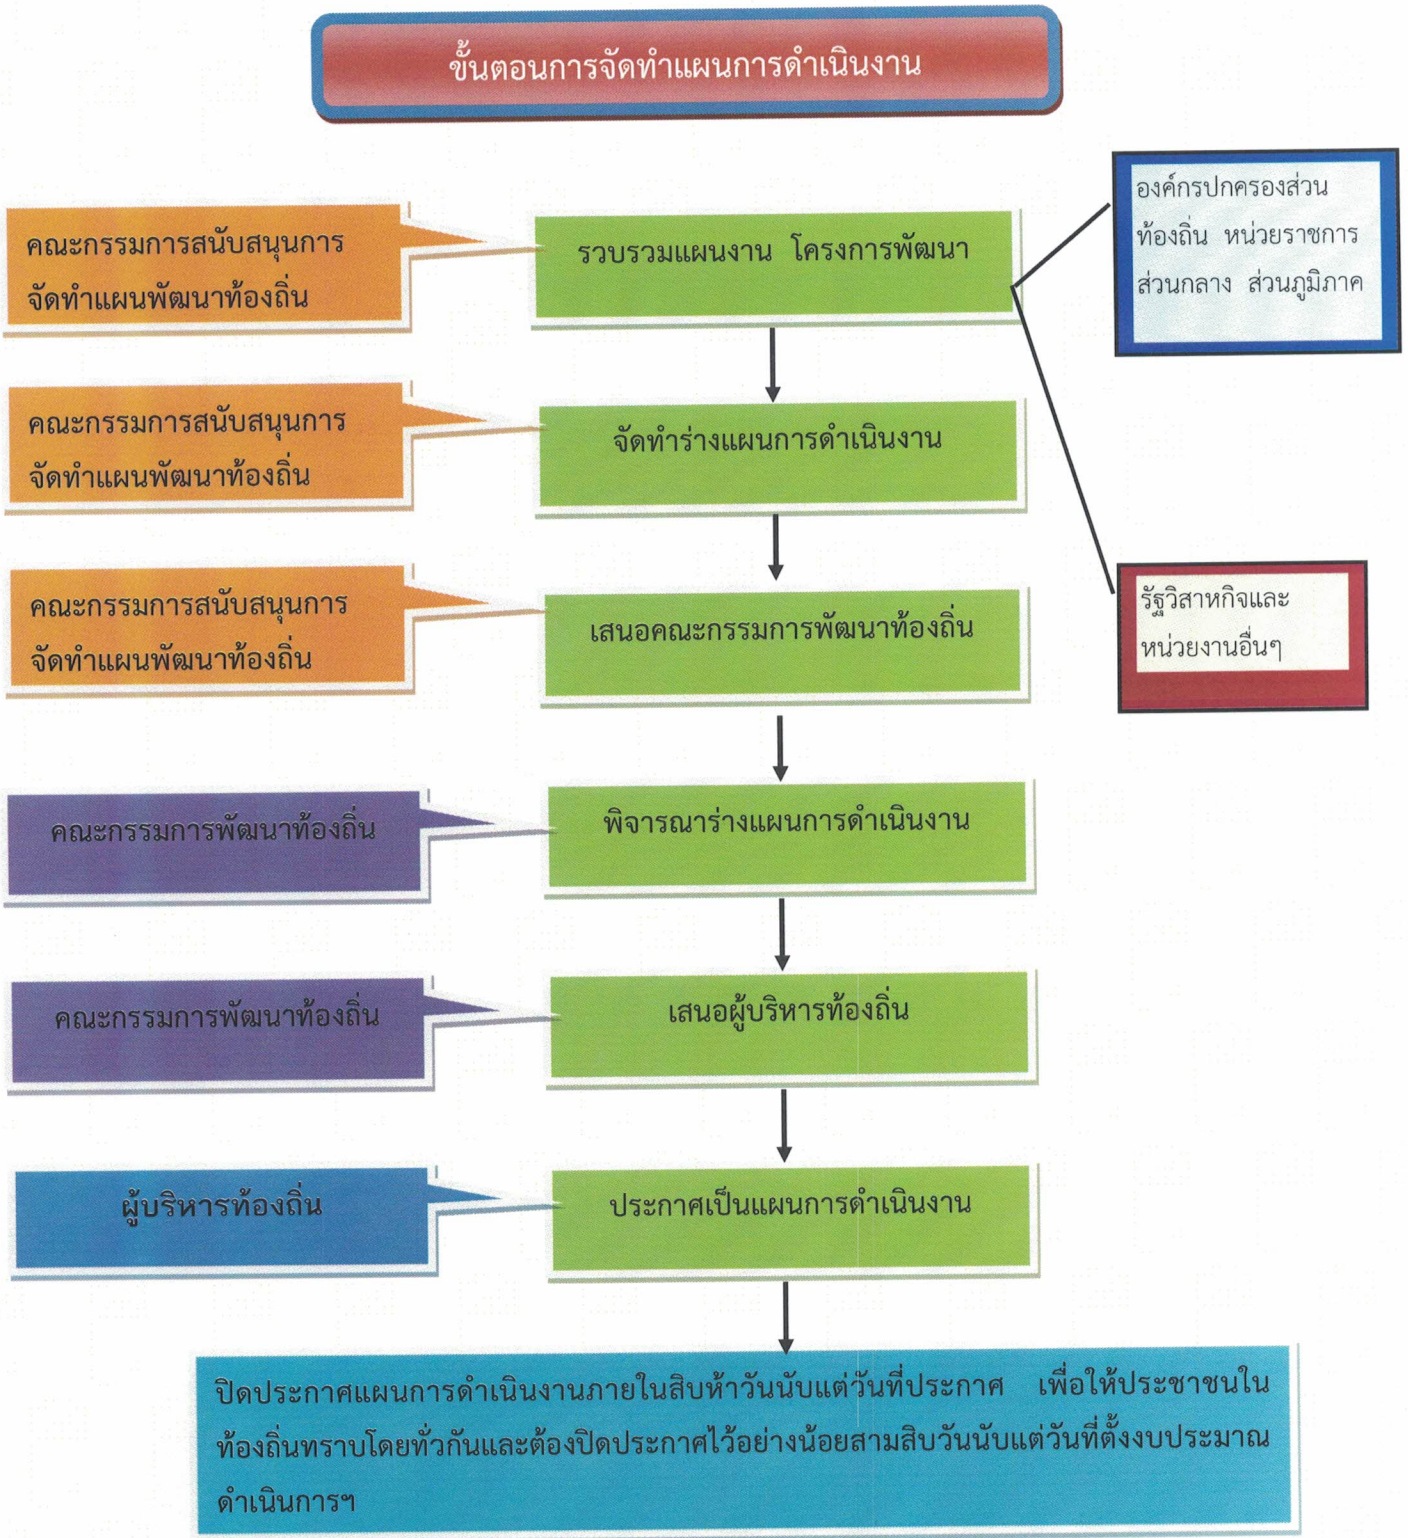 ขั้นตอนการจัดทำแผนการดำเนินงาน
คณะกรรมการสนับสนุนการ
จัดทำแผนพัฒนาท้องถิ่น
รวบรวมแผนงาน โครงการพัฒนา
องค์กรปกครองส่วน
ท้องถิ่น หน่วยราชการ
ส่วนกลาง ส่วนภูมิภาค
คณะกรรมการสนับสนุนการ
จัดทำแผนพัฒนาท้องถิ่น
จัดทำร่างแผนการดำเนินงาน
คณะกรรมการสนับสนุนการ
จัดทำแผนพัฒนาท้องถิ่น
เสนอคณะกรรมการพัฒนาท้องถิ่น
รัฐวิสาหกิจและ
หน่วยงานอื่นๆ
คณะกรรมการพัฒนาท้องถิ่น
พิจารณาร่างแผนการดำเนินงาน
คณะกรรมการพัฒนาท้องถิ่น
เสนอผู้บริหารท้องถิ่น
ผู้บริหารท้องถิ่น
ประกาศเป็นแผนการดำเนินงาน
ปิดประกาศแผนการดำเนินงานภายในสิบห้าวันนับแต่วันที่ประกาศ เพื่อให้ประชาชนใน
ท้องถิ่นทราบโดยทั่วกันและต้องปิดประกาศไว้อย่างน้อยสามสิบวันนับแต่วันที่ตั้งงบประมาณ
ดำเนินการฯ